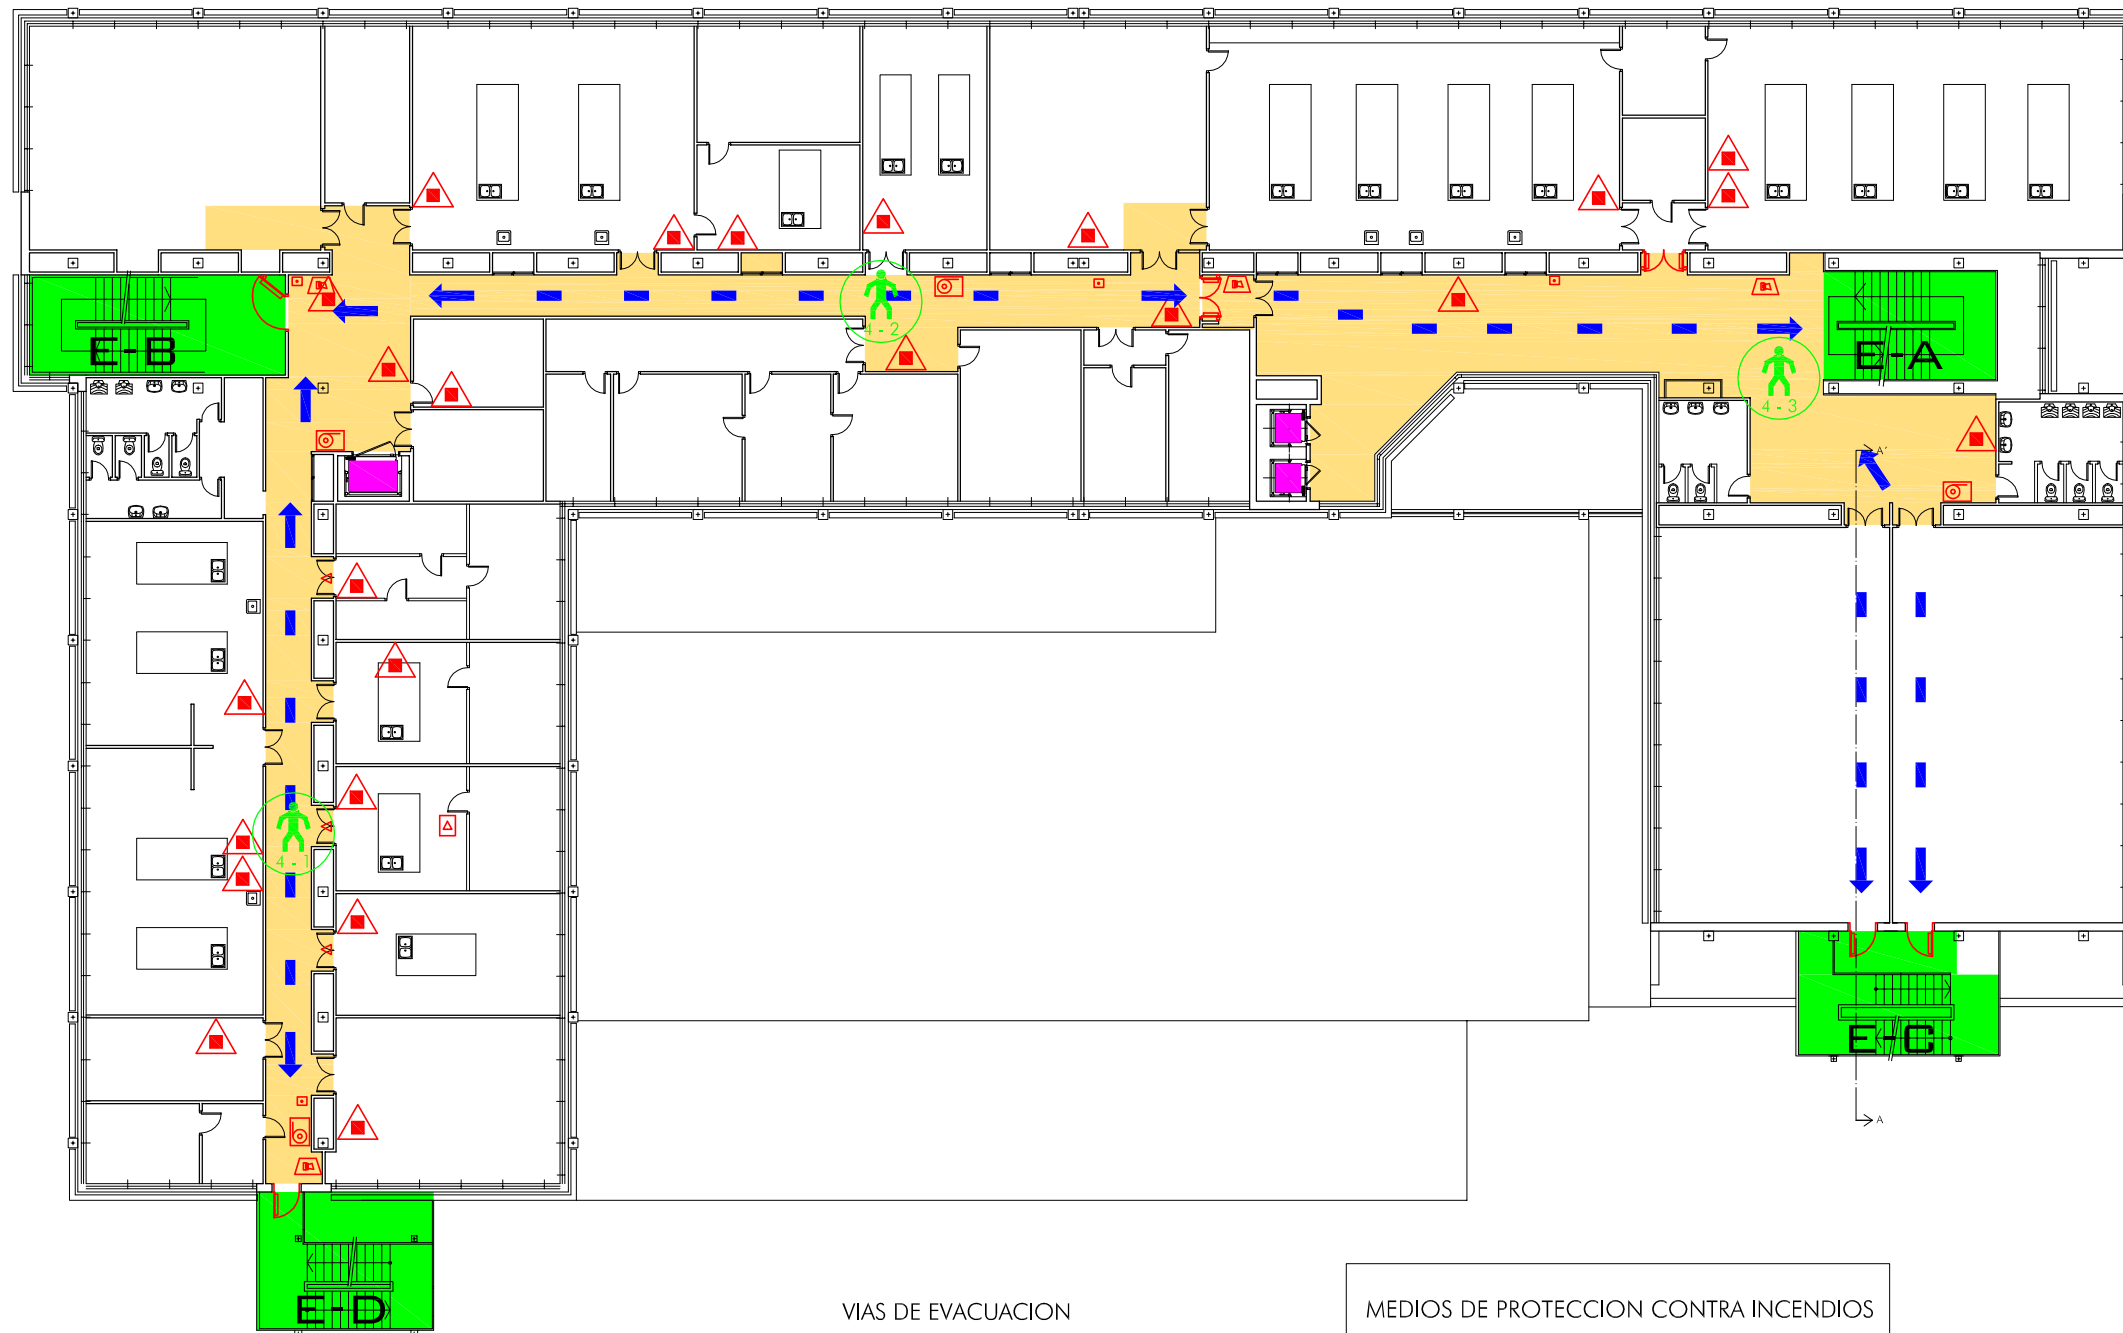 E-B
4 - 2
E-A
4 - 3
A'
4 - 1
E-C
A
E-D
VIAS DE EVACUACION
MEDIOS DE PROTECCION CONTRA INCENDIOS